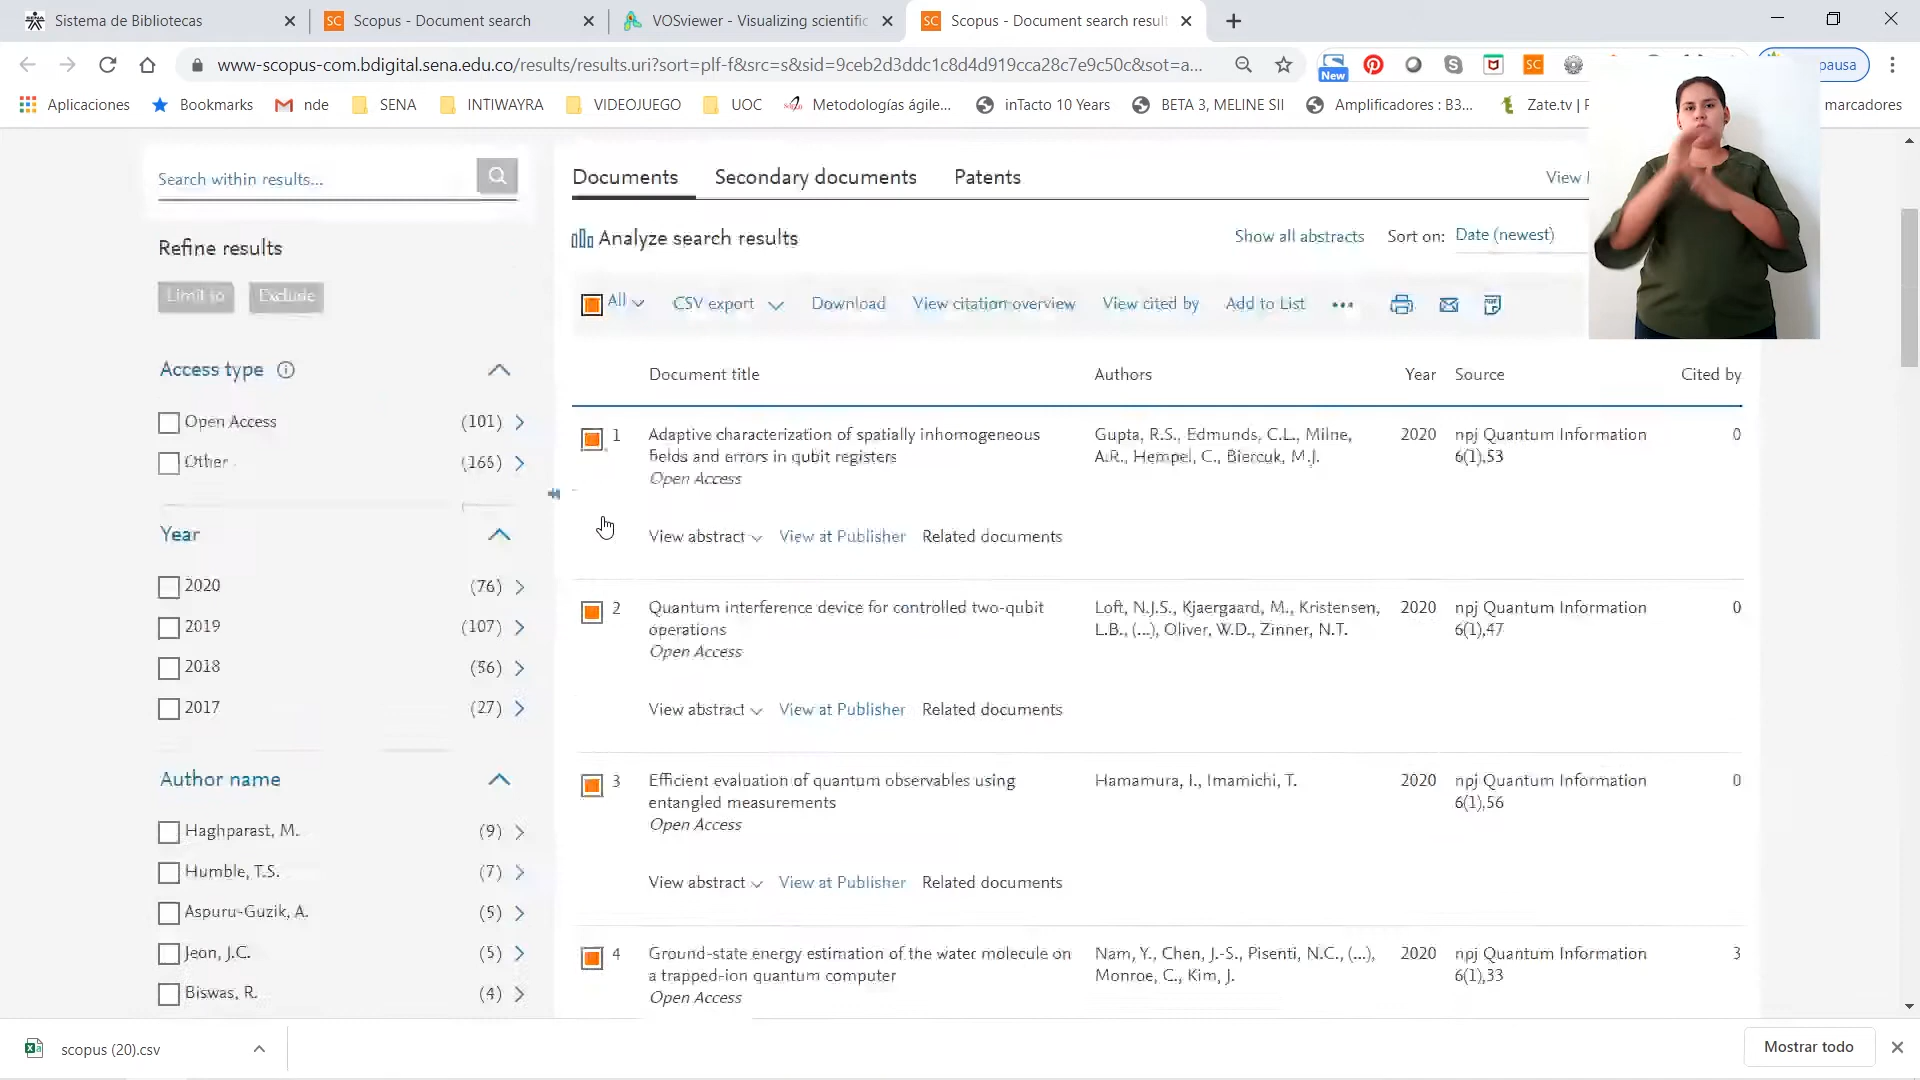 Sistema de Bibliotecas
Scopus - Document search
VOSviewer - Visualizing scientific
Scopus - Document search result
www-scopus-com.bdigital.sena.edu.co/results/results.uri?sort=plf-f&src=s&sid=9ceb2d3ddc1c8d4d919cca28c7e9c50c&sot=a...
New
SC
pausa
Aplicaciones
Bookmarks
nde
SENA
INTIWAYRA
VIDEOJUEGO
UOC
Metodologías ágile...
inTacto 10 Years
BETA 3, MELINE SII
Amplificadores : B3...
Zate.tv |
marcadores
Search within results...
Refine results
Limit to
Exclude
Access type
Open Access (101)
Other (165)
Year
2020 (76)
2019 (107)
2018 (56)
2017 (27)
Author name
Haghparast, M. (9)
Humble, T.S. (7)
Aspuru-Guzik, A. (5)
Jeon, J.C. (5)
Biswas, R. (4)
Documents Secondary documents Patents
View
Analyze search results
Show all abstracts Sort on: Date (newest)
All CSV export Download View citation overview View cited by Add to List •••
Document title Authors Year Source Cited by
1 Adaptive characterization of spatially inhomogeneous Gupta, R.S., Edmunds, C.L., Milne, 2020 npj Quantum Information 0
fields and errors in qubit registers A.R., Hempel, C., Biercuk, M.J. 6(1),53
Open Access
View abstract View at Publisher Related documents
2 Quantum interference device for controlled two-qubit Loft, N.J.S., Kjaergaard, M., Kristensen, 2020 npj Quantum Information 0
operations L.B., (...), Oliver, W.D., Zinner, N.T. 6(1),47
Open Access
View abstract View at Publisher Related documents
3 Efficient evaluation of quantum observables using Hamamura, I., Imamichi, T. 2020 npj Quantum Information 0
entangled measurements 6(1),56
Open Access
View abstract View at Publisher Related documents
4 Ground-state energy estimation of the water molecule on Nam, Y., Chen, J.-S., Pisenti, N.C., (...), 2020 npj Quantum Information 3
a trapped-ion quantum computer Monroe, C., Kim, J. 6(1),33
Open Access
scopus (20).csv
Mostrar todo